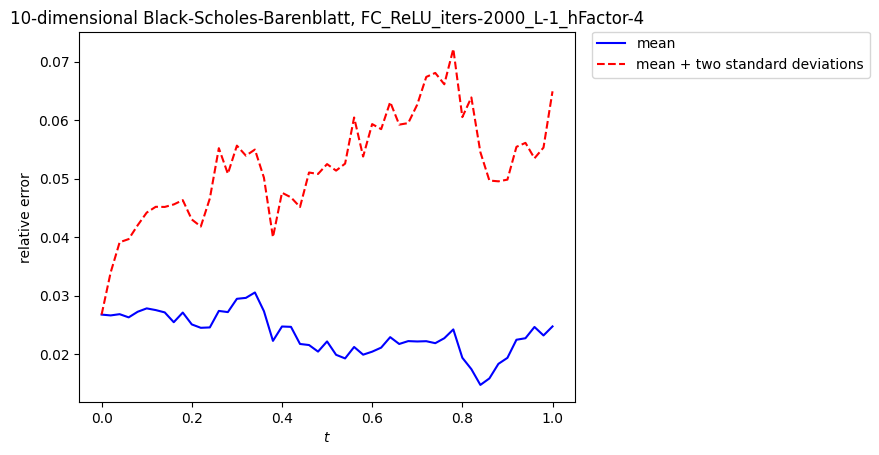 10-dimensional Black-Scholes-Barenblatt, FC_ReLU_iters-2000_L-1_hFactor-4
mean
mean + two standard deviations
0.07
0.06
0.05
0.04
0.03
0.02
relative error
0.0 0.2 0.4 0.6 0.8 1.0
t